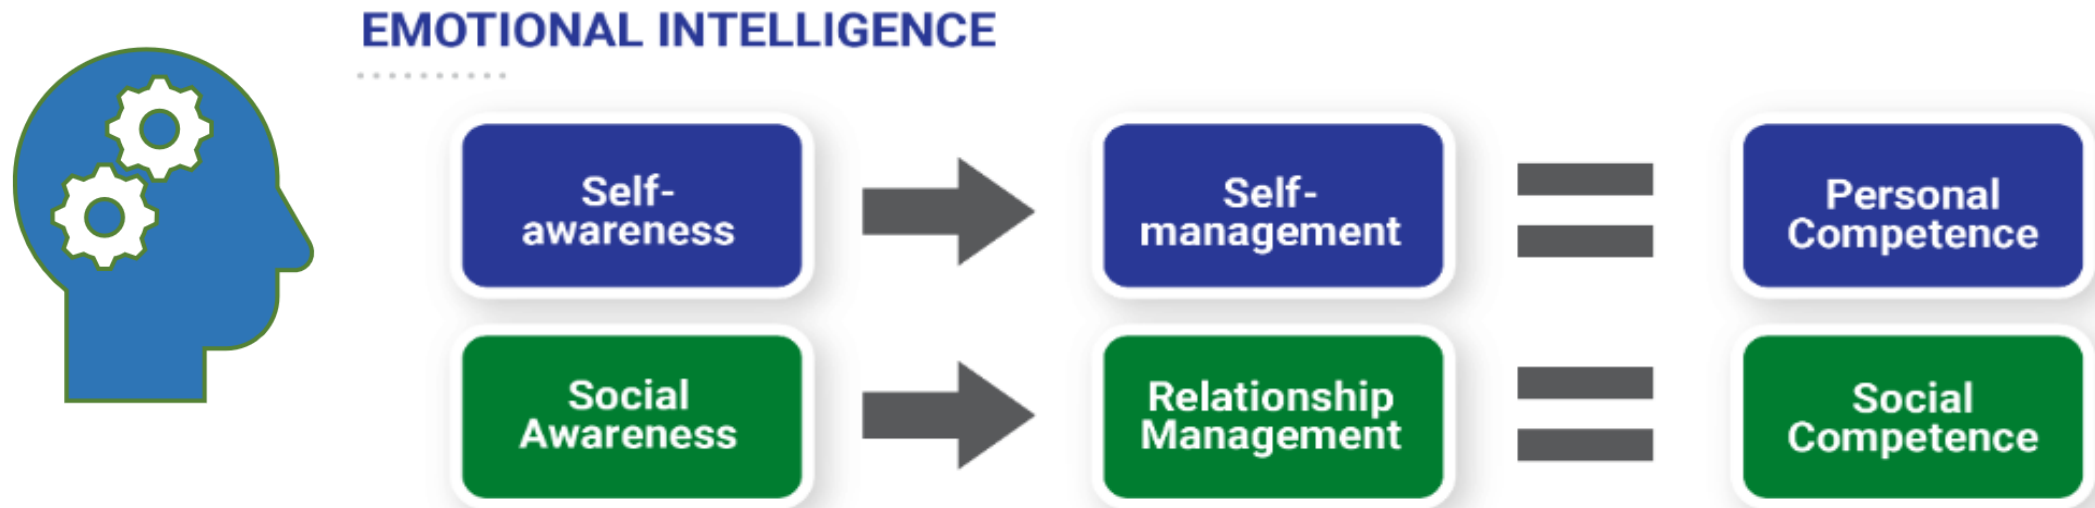 EMOTIONAL INTELLIGENCE
Self-
awareness
Self-
management
Personal
Competence
Social
Awareness
Relationship
Management
Social
Competence